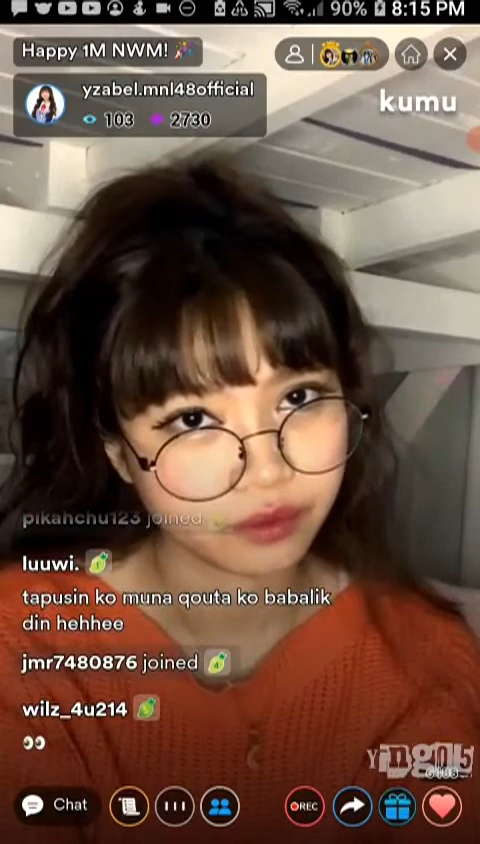 90% 8:15 PM
Happy 1M NWM!
yzabel.mnl48official
103 2730
kumu
pikahchu123 joined
luuwi.
tapusin ko muna qouta ko babalik
din hehhee
jmr7480876 joined
wilz_4u214
Chat
REC